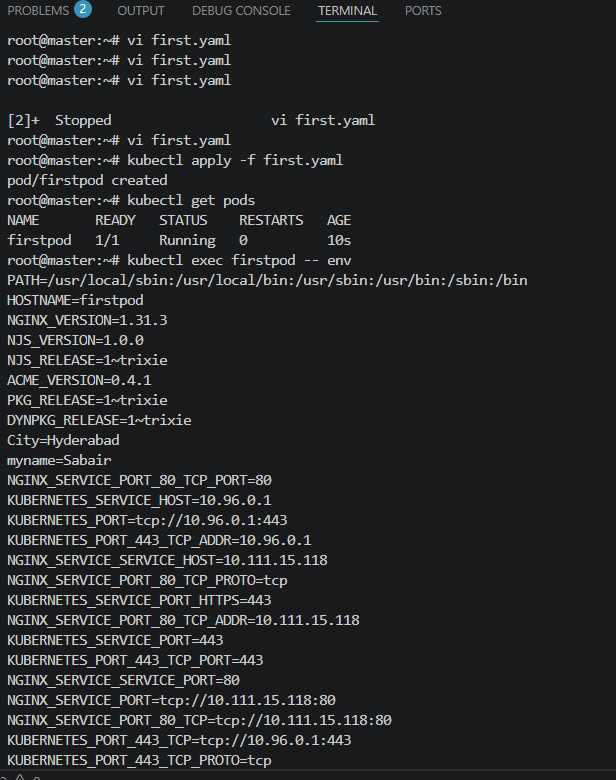 PROBLEMS 2 OUTPUT DEBUG CONSOLE TERMINAL PORTS
root@master:~# vi first.yaml
root@master:~# vi first.yaml
root@master:~# vi first.yaml
[2]+  Stopped                 vi first.yaml
root@master:~# vi first.yaml
root@master:~# kubectl apply -f first.yaml
pod/firstpod created
root@master:~# kubectl get pods
NAME       READY   STATUS    RESTARTS   AGE
firstpod   1/1     Running   0          10s
root@master:~# kubectl exec firstpod -- env
PATH=/usr/local/sbin:/usr/local/bin:/usr/sbin:/usr/bin:/sbin:/bin
HOSTNAME=firstpod
NGINX_VERSION=1.31.3
NJS_VERSION=1.0.0
NJS_RELEASE=1~trixie
ACME_VERSION=0.4.1
PKG_RELEASE=1~trixie
DYNPKG_RELEASE=1~trixie
City=Hyderabad
myname=Sabair
NGINX_SERVICE_PORT_80_TCP_PORT=80
KUBERNETES_SERVICE_HOST=10.96.0.1
KUBERNETES_PORT=tcp://10.96.0.1:443
KUBERNETES_PORT_443_TCP_ADDR=10.96.0.1
NGINX_SERVICE_SERVICE_HOST=10.111.15.118
NGINX_SERVICE_PORT_80_TCP_PROTO=tcp
KUBERNETES_SERVICE_PORT_HTTPS=443
NGINX_SERVICE_PORT_80_TCP_ADDR=10.111.15.118
KUBERNETES_SERVICE_PORT=443
KUBERNETES_PORT_443_TCP_PORT=443
NGINX_SERVICE_SERVICE_PORT=80
NGINX_SERVICE_PORT=tcp://10.111.15.118:80
NGINX_SERVICE_PORT_80_TCP=tcp://10.111.15.118:80
KUBERNETES_PORT_443_TCP=tcp://10.96.0.1:443
KUBERNETES_PORT_443_TCP_PROTO=tcp